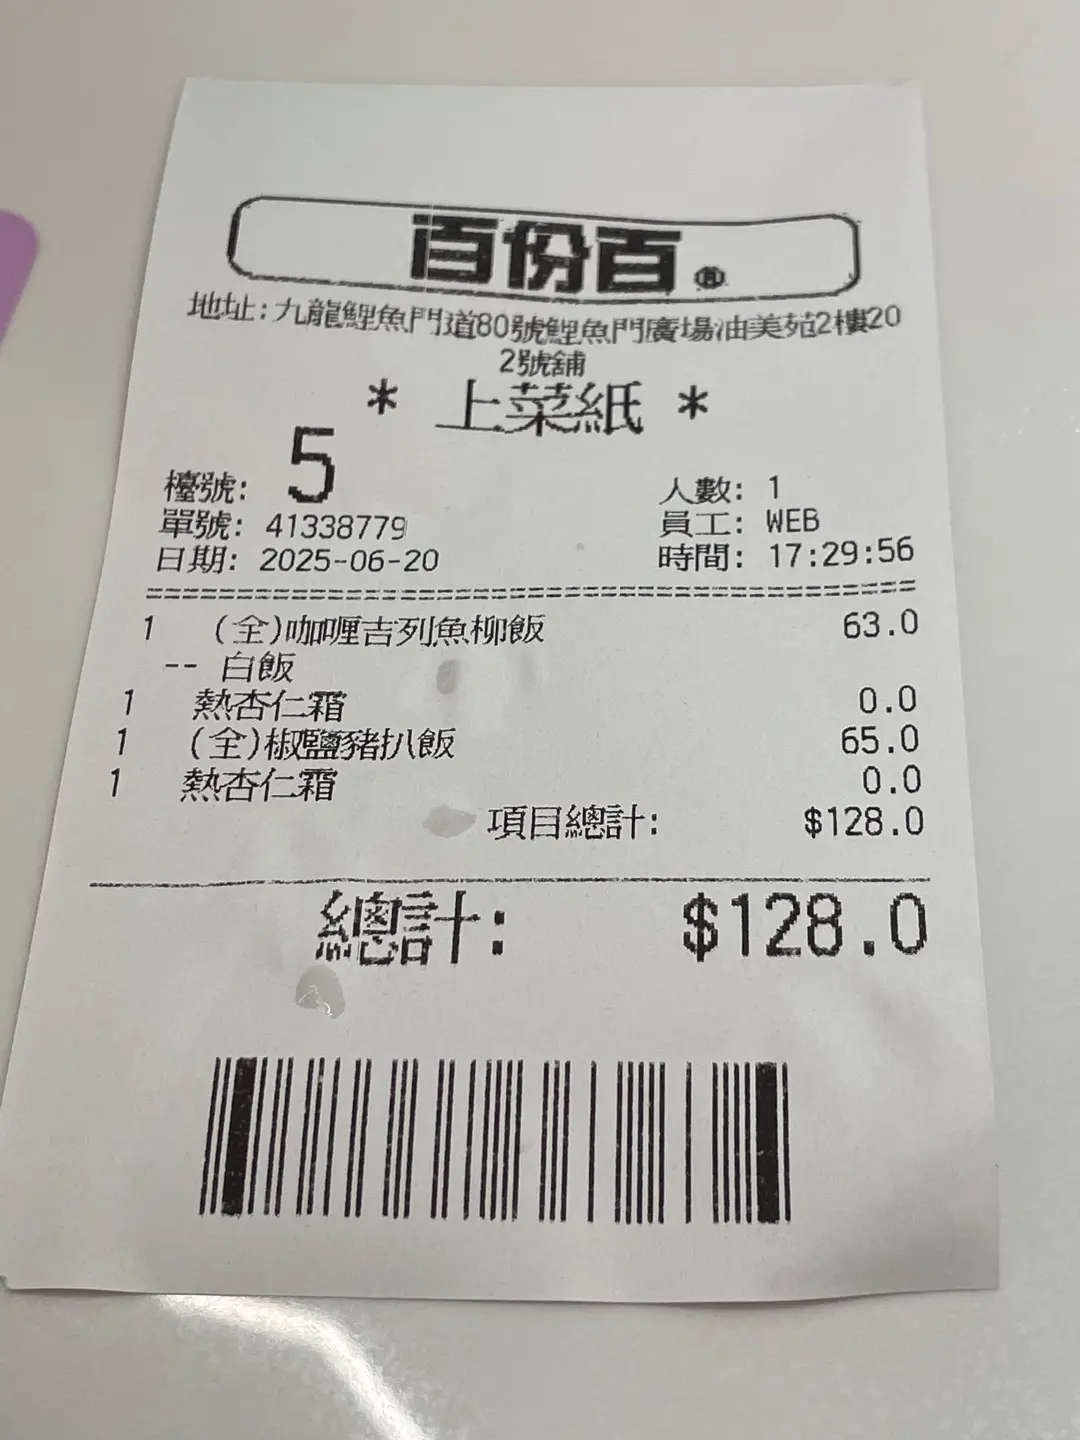 百份百®
地址:九龍鯉魚門道80號鯉魚門廣場油美苑2樓20
2號舖
* 上菜紙 *
檯號: 5 人數: 1
單號: 41338779 員工: WEB
日期: 2025-06-20 時間: 17:29:56
================================================
1 (全)咖喱吉列魚柳飯 63.0
-- 白飯
1 熱杏仁霜 0.0
1 (全)椒鹽豬扒飯 65.0
1 熱杏仁霜 0.0
項目總計: $128.0
總計: $128.0